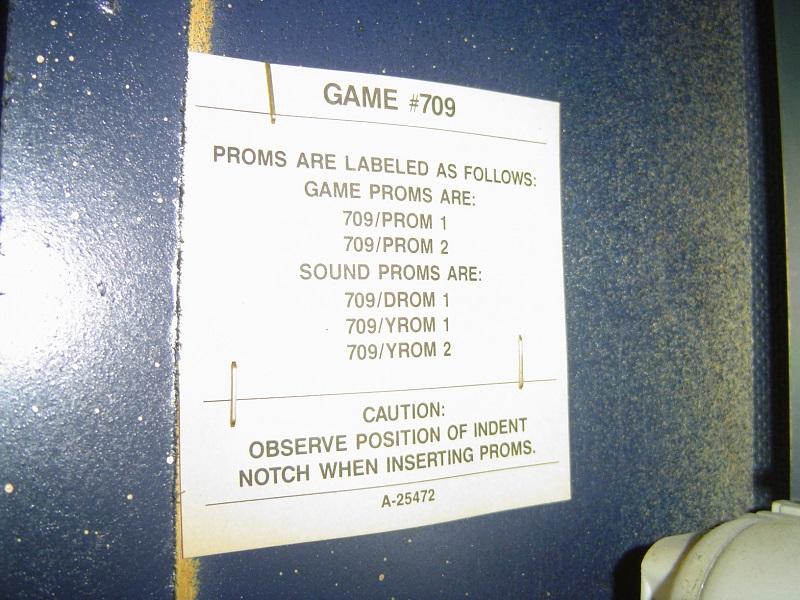 GAME #709
PROMS ARE LABELED AS FOLLOWS:
GAME PROMS ARE:
709/PROM 1
709/PROM 2
SOUND PROMS ARE:
709/DROM 1
709/YROM 1
709/YROM 2
CAUTION:
OBSERVE POSITION OF INDENT
NOTCH WHEN INSERTING PROMS.
A-25472